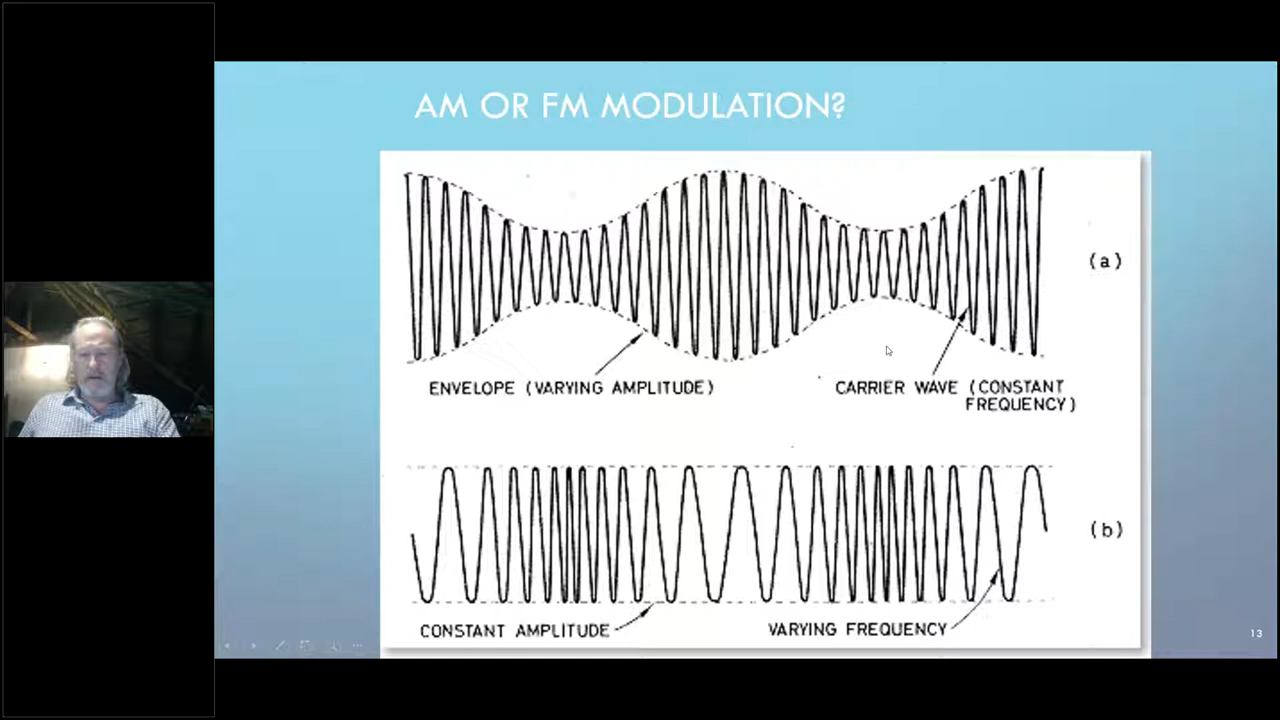 AM OR FM MODULATION?
(a)
ENVELOPE (VARYING AMPLITUDE)
CARRIER WAVE (CONSTANT
FREQUENCY)
(b)
CONSTANT AMPLITUDE
VARYING FREQUENCY
13